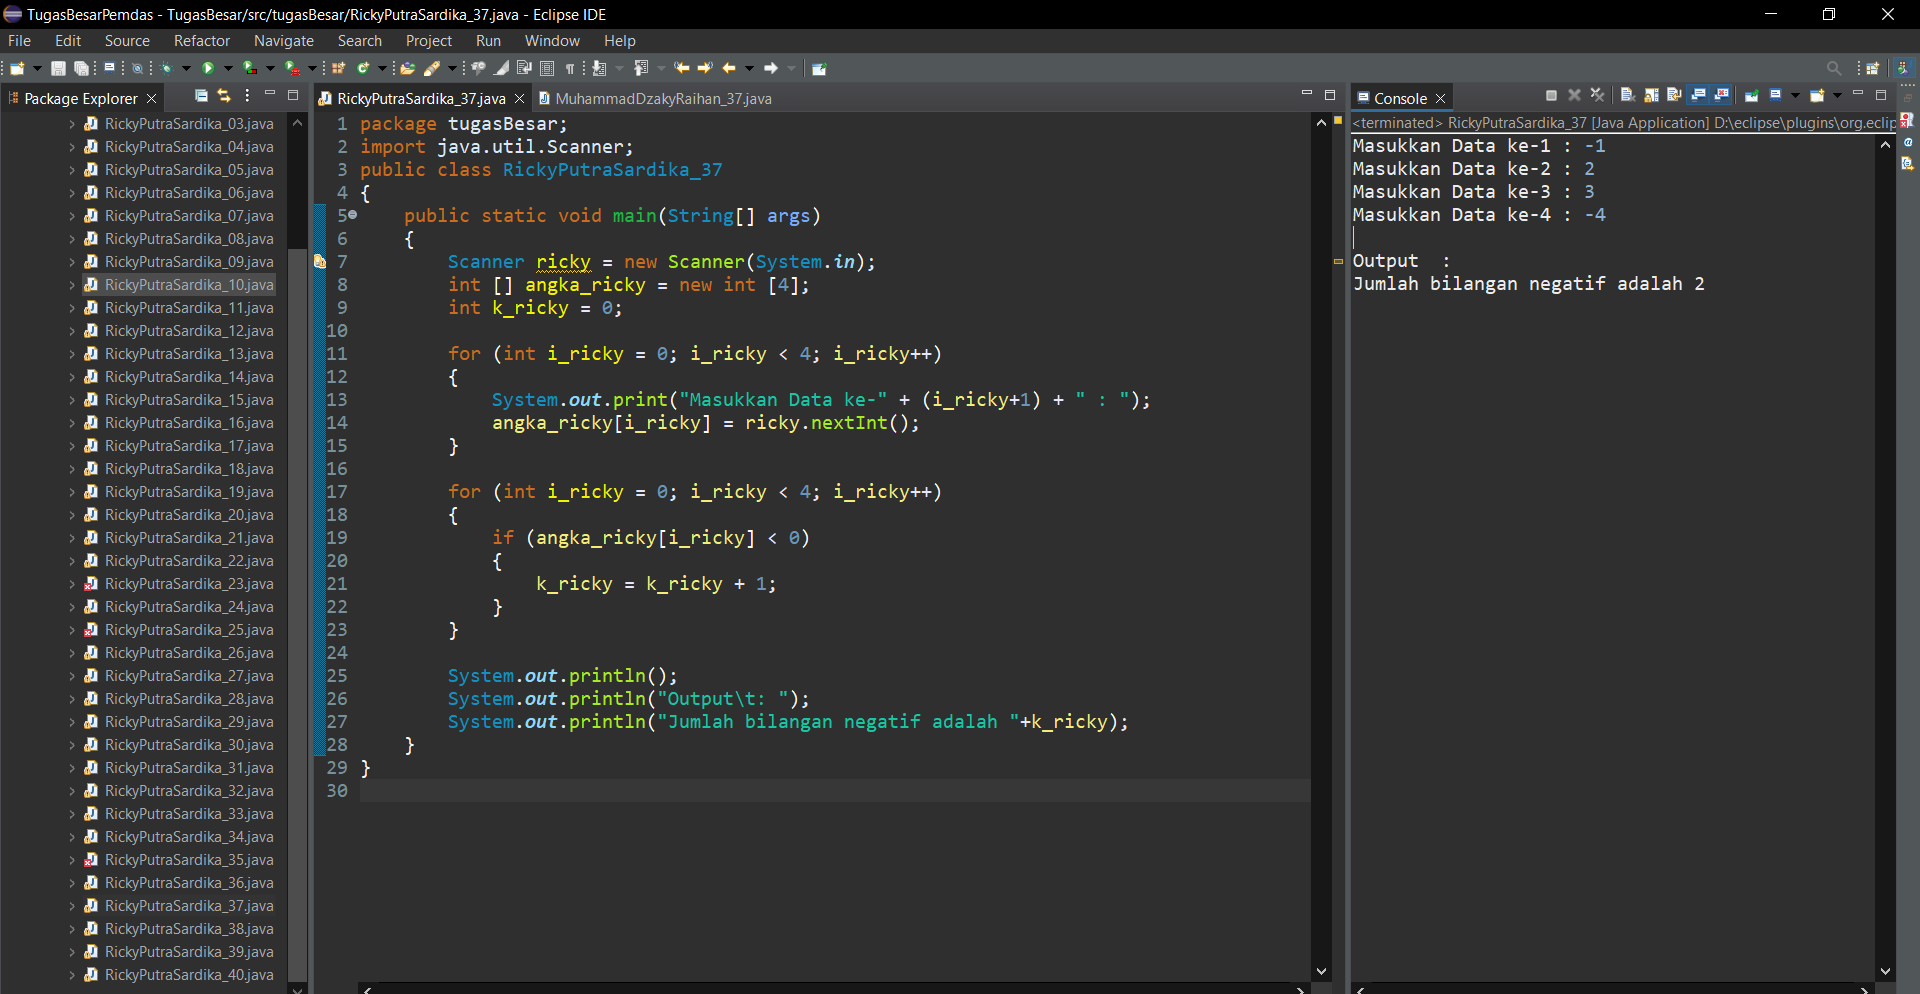 TugasBesarPemdas - TugasBesar/src/tugasBesar/RickyPutraSardika_37.java - Eclipse IDE
File Edit Source Refactor Navigate Search Project Run Window Help
Package Explorer
RickyPutraSardika_03.java
RickyPutraSardika_04.java
RickyPutraSardika_05.java
RickyPutraSardika_06.java
RickyPutraSardika_07.java
RickyPutraSardika_08.java
RickyPutraSardika_09.java
RickyPutraSardika_10.java
RickyPutraSardika_11.java
RickyPutraSardika_12.java
RickyPutraSardika_13.java
RickyPutraSardika_14.java
RickyPutraSardika_15.java
RickyPutraSardika_16.java
RickyPutraSardika_17.java
RickyPutraSardika_18.java
RickyPutraSardika_19.java
RickyPutraSardika_20.java
RickyPutraSardika_21.java
RickyPutraSardika_22.java
RickyPutraSardika_23.java
RickyPutraSardika_24.java
RickyPutraSardika_25.java
RickyPutraSardika_26.java
RickyPutraSardika_27.java
RickyPutraSardika_28.java
RickyPutraSardika_29.java
RickyPutraSardika_30.java
RickyPutraSardika_31.java
RickyPutraSardika_32.java
RickyPutraSardika_33.java
RickyPutraSardika_34.java
RickyPutraSardika_35.java
RickyPutraSardika_36.java
RickyPutraSardika_37.java
RickyPutraSardika_38.java
RickyPutraSardika_39.java
RickyPutraSardika_40.java
RickyPutraSardika_37.java MuhammadDzakyRaihan_37.java
1 package tugasBesar;
2 import java.util.Scanner;
3 public class RickyPutraSardika_37
4 {
5     public static void main(String[] args)
6     {
7         Scanner ricky = new Scanner(System.in);
8         int [] angka_ricky = new int [4];
9         int k_ricky = 0;
10
11         for (int i_ricky = 0; i_ricky < 4; i_ricky++)
12         {
13             System.out.print("Masukkan Data ke-" + (i_ricky+1) + " : ");
14             angka_ricky[i_ricky] = ricky.nextInt();
15         }
16
17         for (int i_ricky = 0; i_ricky < 4; i_ricky++)
18         {
19             if (angka_ricky[i_ricky] < 0)
20             {
21                 k_ricky = k_ricky + 1;
22             }
23         }
24
25         System.out.println();
26         System.out.println("Output\t: ");
27         System.out.println("Jumlah bilangan negatif adalah "+k_ricky);
28     }
29 }
30
Console
<terminated> RickyPutraSardika_37 [Java Application] D:\eclipse\plugins\org.eclip
Masukkan Data ke-1 : -1
Masukkan Data ke-2 : 2
Masukkan Data ke-3 : 3
Masukkan Data ke-4 : -4
Output  :
Jumlah bilangan negatif adalah 2